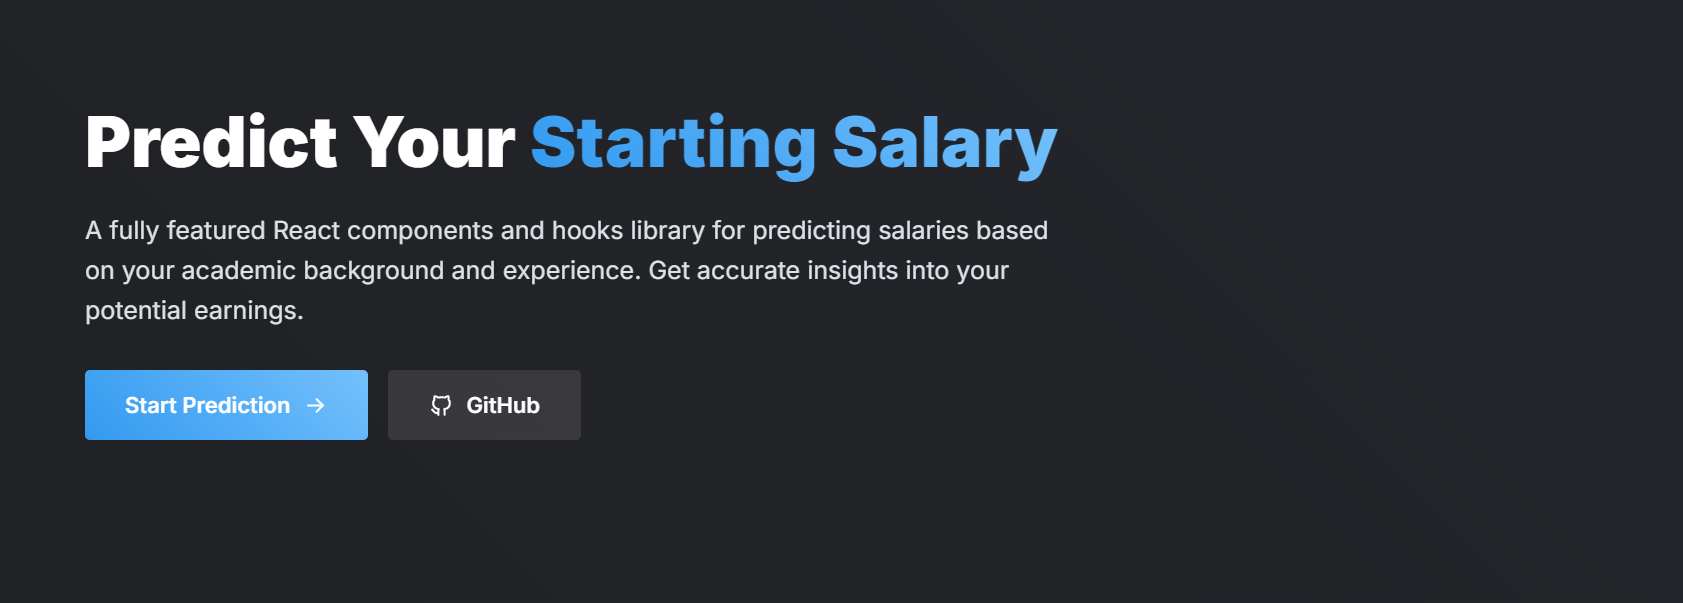 Predict Your Starting Salary
A fully featured React components and hooks library for predicting salaries based
on your academic background and experience. Get accurate insights into your
potential earnings.
Start Prediction →
GitHub